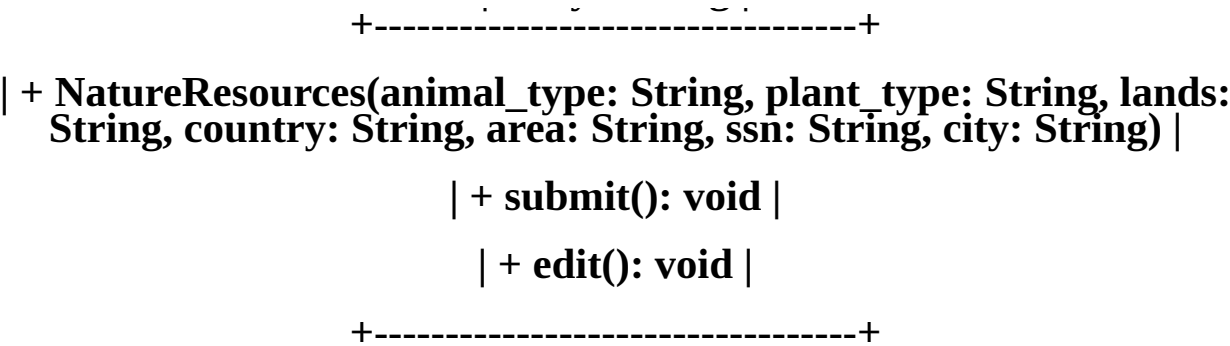 +----------------------------------+
| + NatureResources(animal_type: String, plant_type: String, lands:
String, country: String, area: String, ssn: String, city: String) |
| + submit(): void |
| + edit(): void |
+----------------------------------+